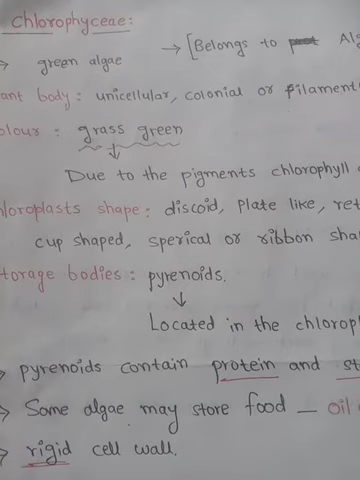 Chlorophyceae:
→ green algae → [Belongs to Alg
ant body: unicellular, colonial or filament
olour: grass green
↓
Due to the pigments chlorophyll
hloroplasts shape: discoid, plate like, ret
cup shaped, sperical or ribbon sha
torage bodies: pyrenoids.
↓
Located in the chlorop
→ pyrenoids contain protein and st
→ Some algae may store food – oil
→ rigid cell wall.